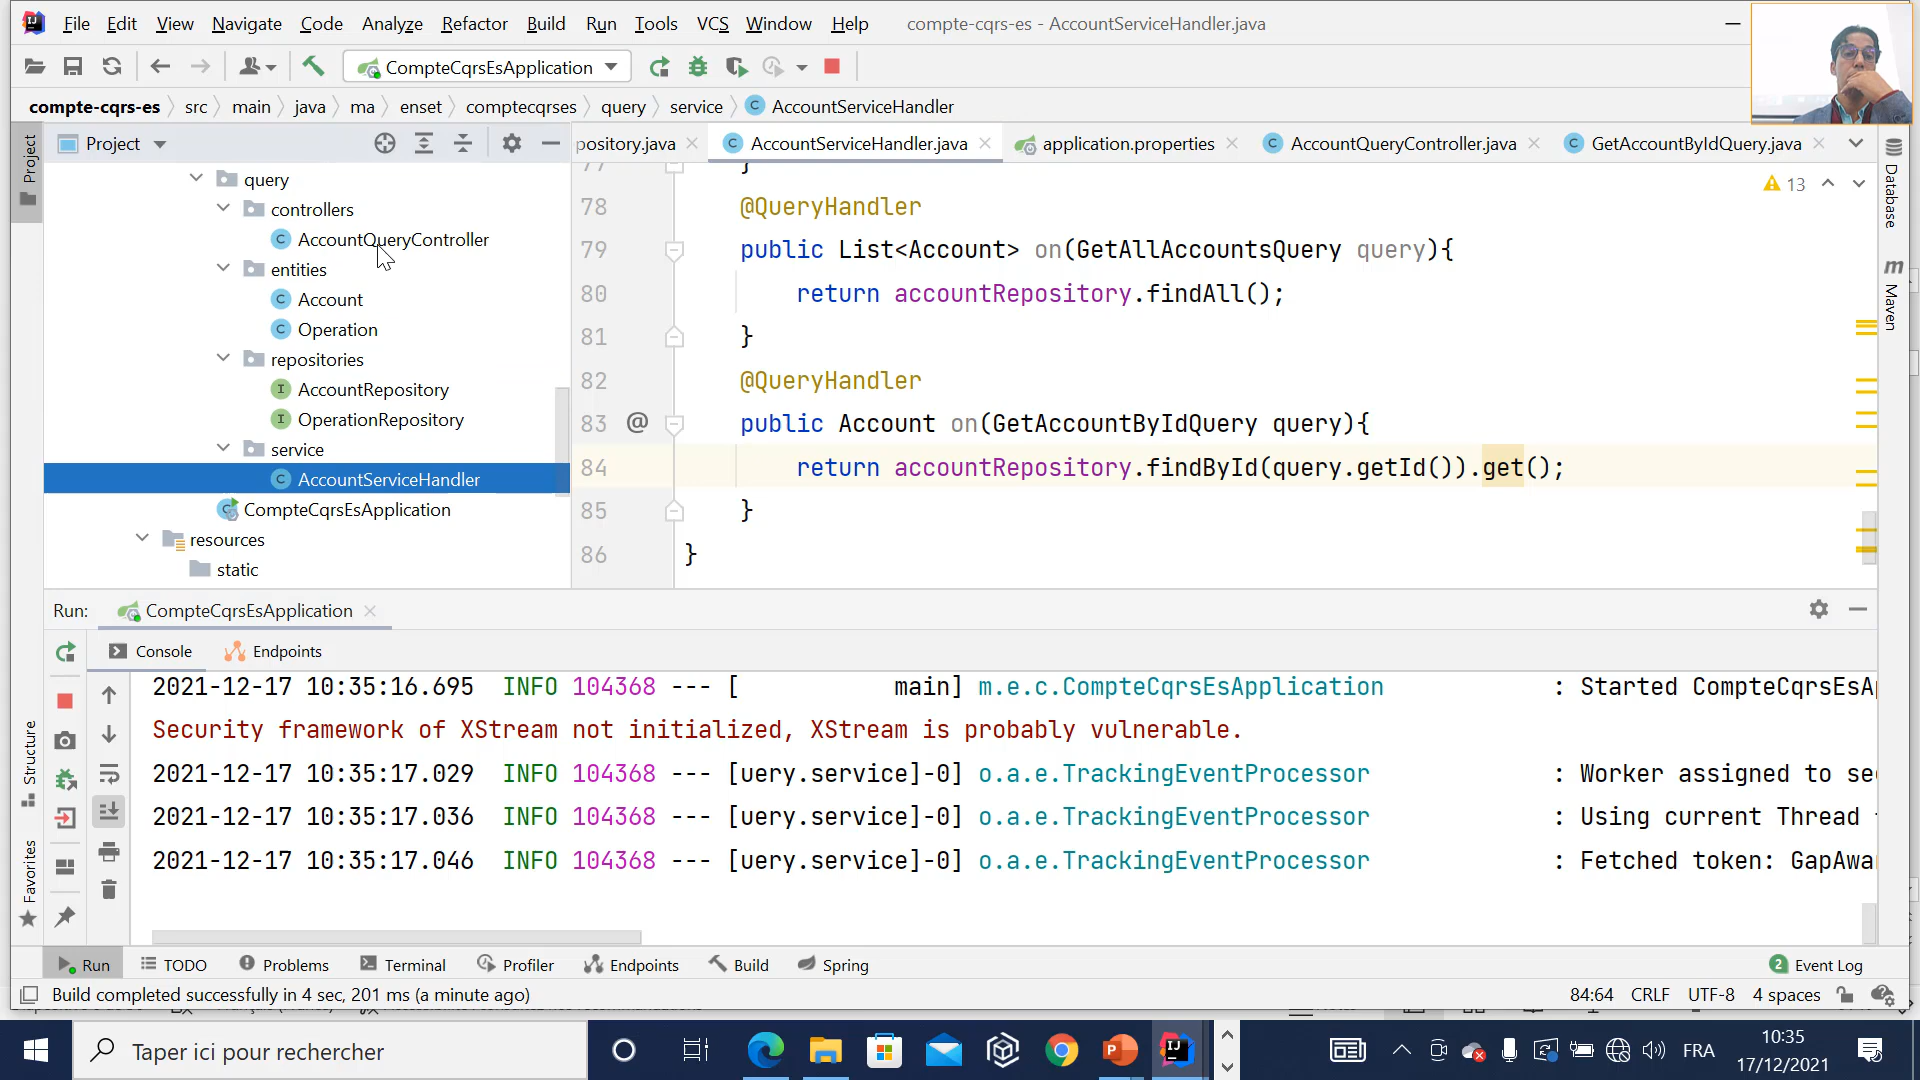 File Edit View Navigate Code Analyze Refactor Build Run Tools VCS Window Help compte-cqrs-es - AccountServiceHandler.java
CompteCqrsEsApplication
compte-cqrs-es src main java ma enset comptecqrses query service AccountServiceHandler
Project
pository.java AccountServiceHandler.java application.properties AccountQueryController.java GetAccountByIdQuery.java
Project
query
controllers
AccountQueryController
entities
Account
Operation
repositories
AccountRepository
OperationRepository
service
AccountServiceHandler
CompteCqrsEsApplication
resources
static
77 }
78 @QueryHandler
79 public List<Account> on(GetAllAccountsQuery query){
80 return accountRepository.findAll();
81 }
82 @QueryHandler
83 @ public Account on(GetAccountByIdQuery query){
84 return accountRepository.findById(query.getId()).get();
85 }
86 }
13
Database
Maven
Run: CompteCqrsEsApplication
Console Endpoints
2021-12-17 10:35:16.695 INFO 104368 --- [ main] m.e.c.CompteCqrsEsApplication : Started CompteCqrsEsA
Security framework of XStream not initialized, XStream is probably vulnerable.
2021-12-17 10:35:17.029 INFO 104368 --- [uery.service]-0] o.a.e.TrackingEventProcessor : Worker assigned to se
2021-12-17 10:35:17.036 INFO 104368 --- [uery.service]-0] o.a.e.TrackingEventProcessor : Using current Thread
2021-12-17 10:35:17.046 INFO 104368 --- [uery.service]-0] o.a.e.TrackingEventProcessor : Fetched token: GapAwa
Structure
Favorites
Run TODO Problems Terminal Profiler Endpoints Build Spring 2 Event Log
Build completed successfully in 4 sec, 201 ms (a minute ago) 84:64 CRLF UTF-8 4 spaces
Taper ici pour rechercher
FRA
10:35
17/12/2021